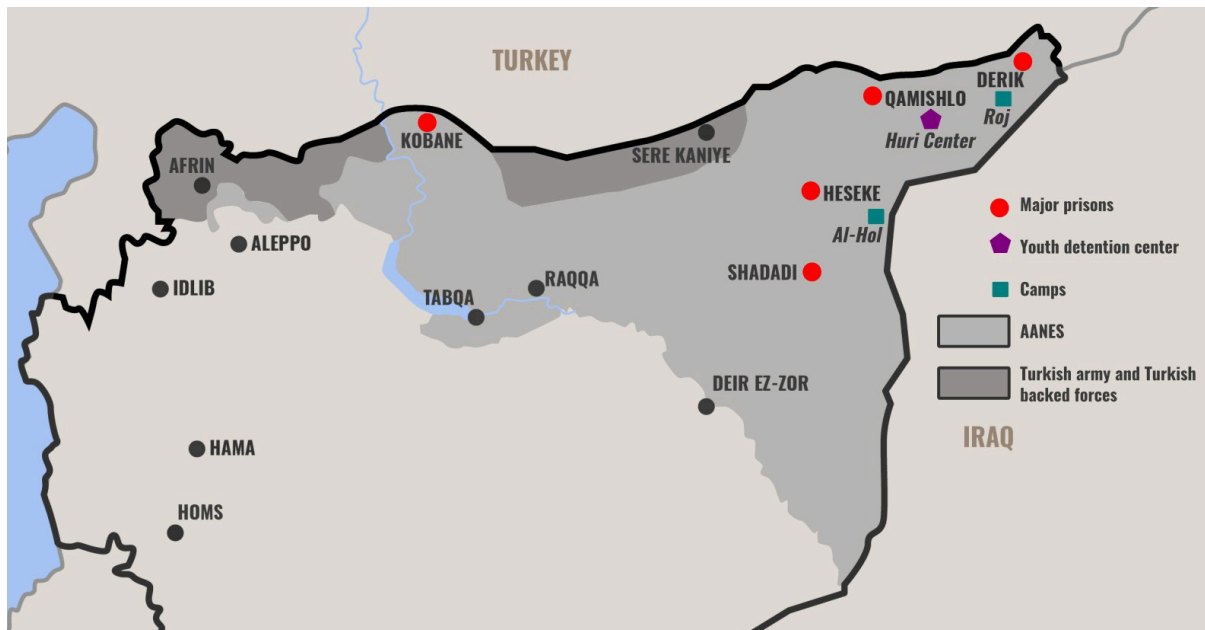 TURKEY
DERIK
QAMISHLO
Roj
Huri Center
KOBANE
SERE KANIYE
AFRIN
HESEKE
Al-Hol
ALEPPO
SHADADI
IDLIB
RAQQA
TABQA
DEIR EZ-ZOR
HAMA
HOMS
IRAQ
Major prisons
Youth detention center
Camps
AANES
Turkish army and Turkish
backed forces